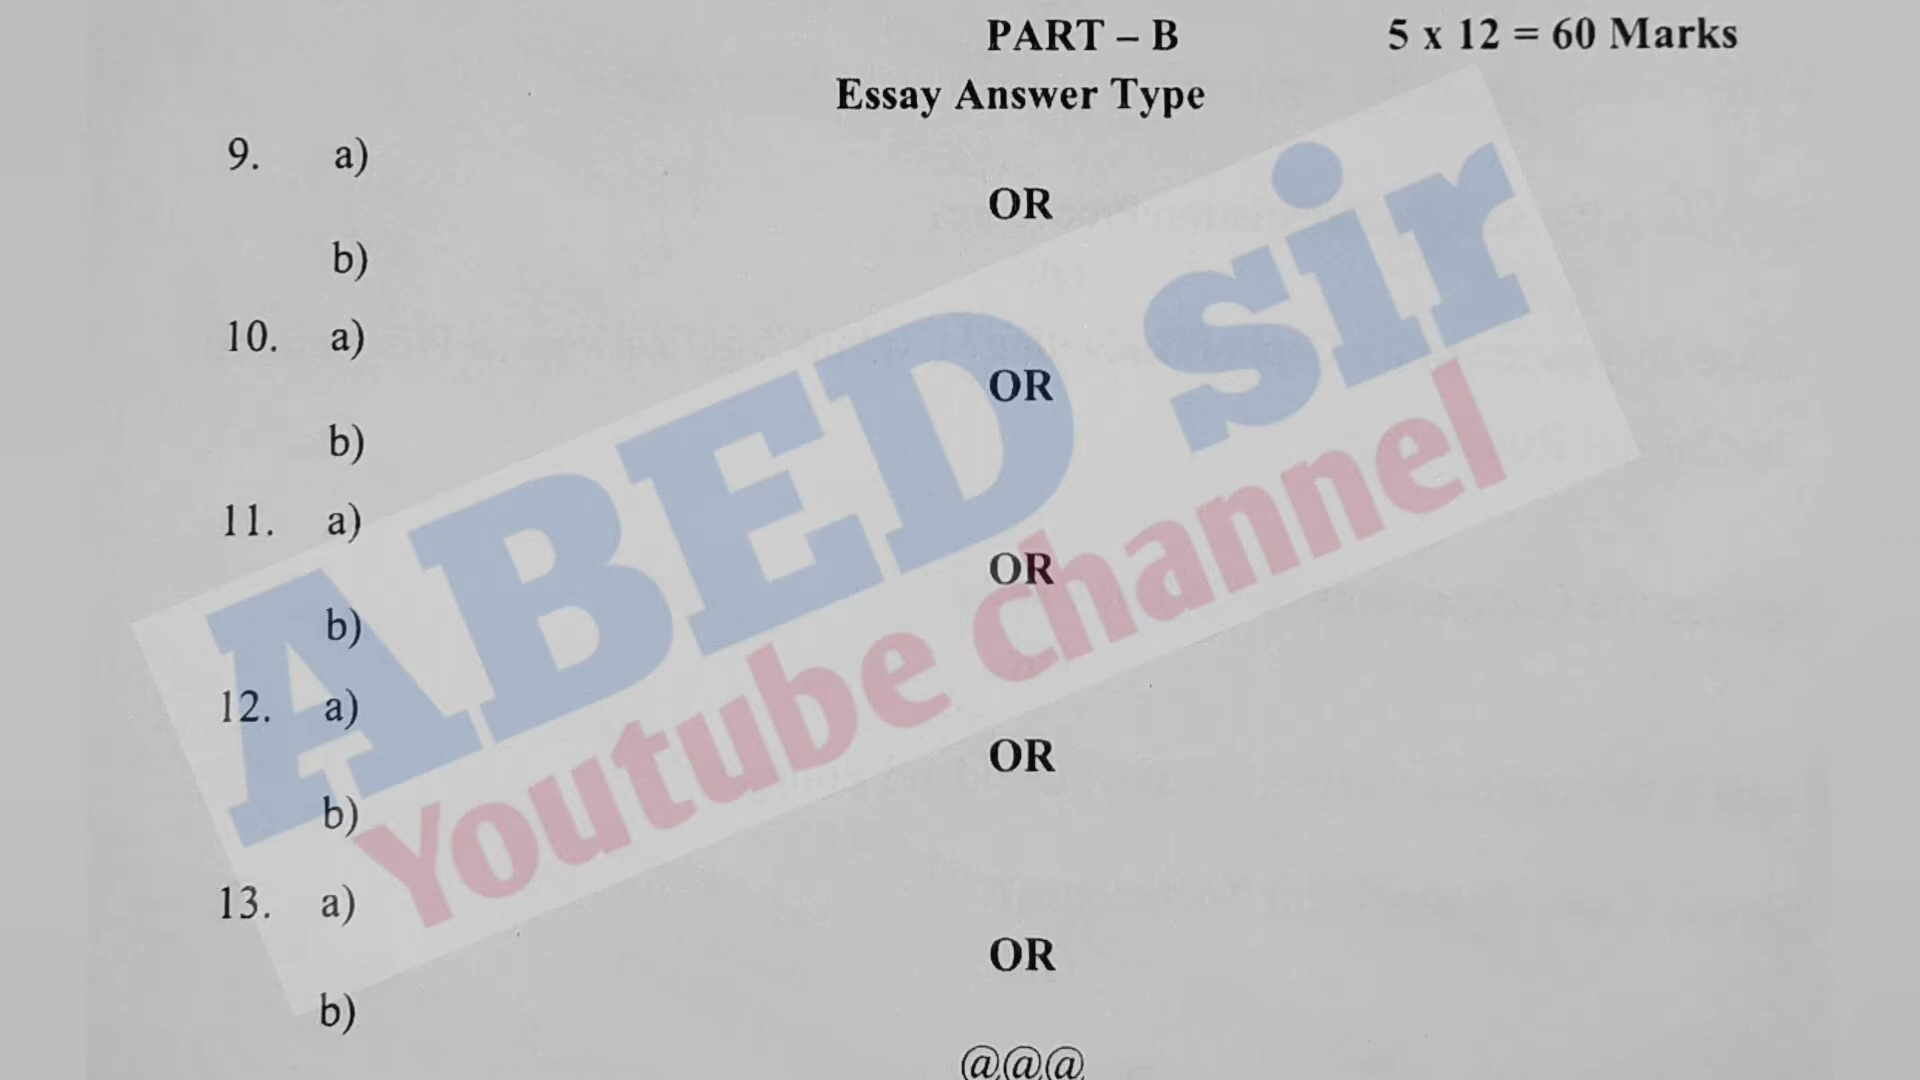 PART – B 5 x 12 = 60 Marks
Essay Answer Type
9. a)
OR
b)
10. a)
OR
b)
11. a)
OR
b)
12. a)
OR
b)
13. a)
OR
b)
@@@
ABED sir
Youtube channel